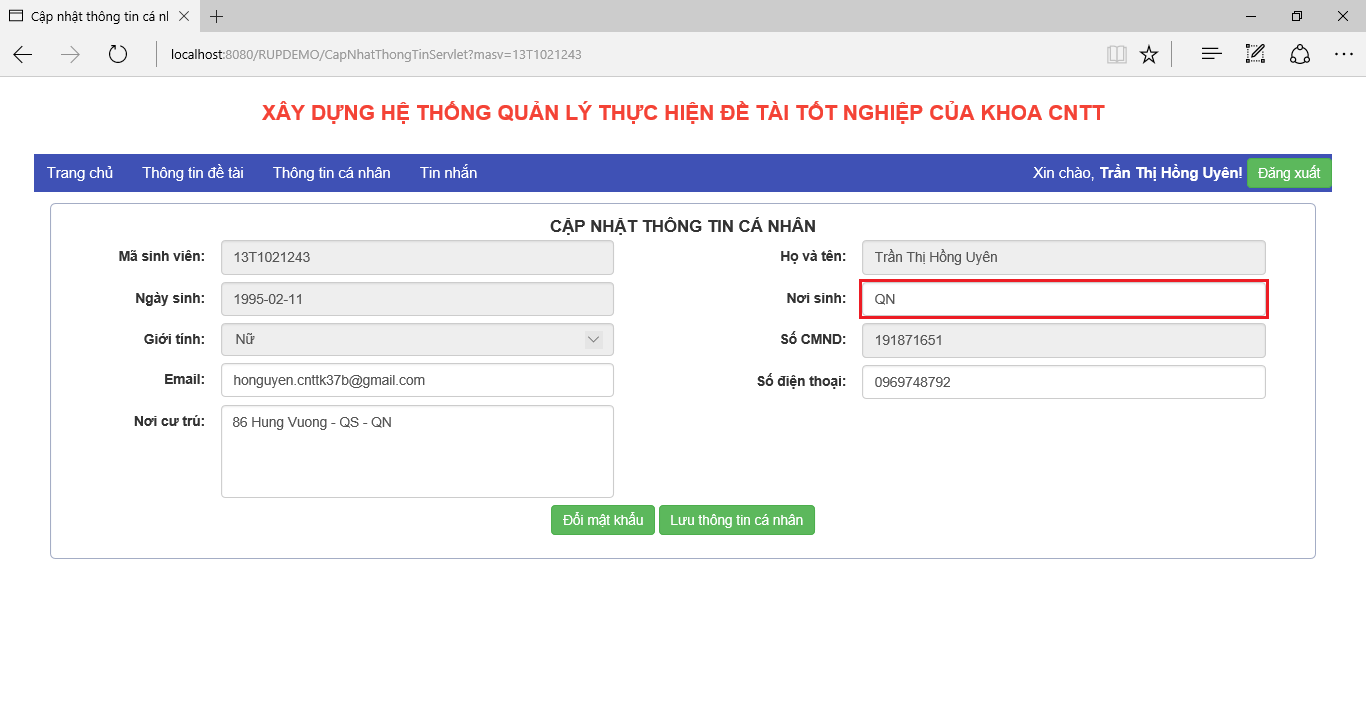 Cập nhật thông tin cá nl
localhost:8080/RUPDEMO/CapNhatThongTinServlet?masv=13T1021243
XÂY DỰNG HỆ THỐNG QUẢN LÝ THỰC HIỆN ĐỀ TÀI TỐT NGHIỆP CỦA KHOA CNTT
Trang chủ Thông tin đề tài Thông tin cá nhân Tin nhắn Xin chào, Trần Thị Hồng Uyên! Đăng xuất
CẬP NHẬT THÔNG TIN CÁ NHÂN
Mã sinh viên: 13T1021243 Họ và tên: Trần Thị Hồng Uyên
Ngày sinh: 1995-02-11 Nơi sinh: QN
Giới tính: Nữ Số CMND: 191871651
Email: honguyen.cnttk37b@gmail.com Số điện thoại: 0969748792
Nơi cư trú: 86 Hung Vuong - QS - QN
Đổi mật khẩu Lưu thông tin cá nhân